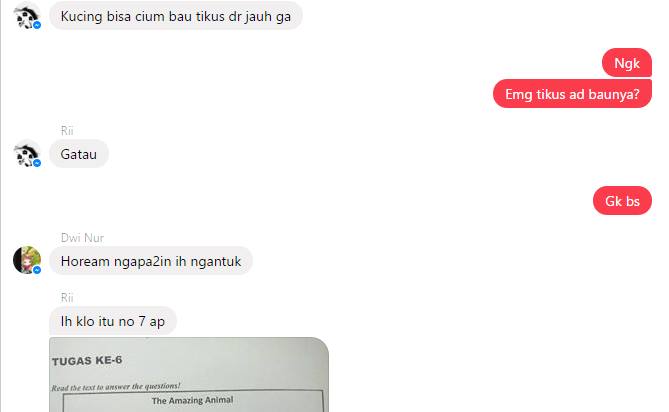 Kucing bisa cium bau tikus dr jauh ga
Ngk
Emg tikus ad baunya?
Rii
Gatau
Gk bs
Dwi Nur
Hoream ngapa2in ih ngantuk
Rii
Ih klo itu no 7 ap
TUGAS KE-6
Read the text to answer the questions!
The Amazing Animal